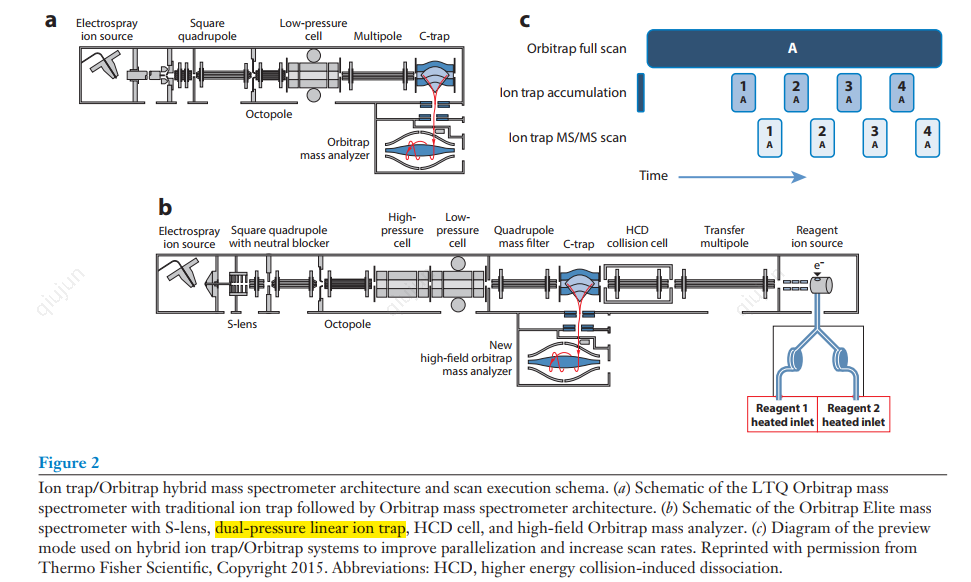 a
Electrospray
ion source
Square
quadrupole
Low-pressure
cell
Multipole
C-trap
Octopole
Orbitrap
mass analyzer
c
Orbitrap full scan
A
Ion trap accumulation
1
A
2
A
3
A
4
A
Ion trap MS/MS scan
1
A
2
A
3
A
4
A
Time
b
Electrospray
ion source
Square quadrupole
with neutral blocker
High-
pressure
cell
Low-
pressure
cell
Quadrupole
mass filter
C-trap
HCD
collision cell
Transfer
multipole
Reagent
ion source
e−
S-lens
Octopole
New
high-field orbitrap
mass analyzer
Reagent 1
heated inlet
Reagent 2
heated inlet
qiujun
qiujun
qiujun
Figure 2
Ion trap/Orbitrap hybrid mass spectrometer architecture and scan execution schema. (a) Schematic of the LTQ Orbitrap mass
spectrometer with traditional ion trap followed by Orbitrap mass spectrometer architecture. (b) Schematic of the Orbitrap Elite mass
spectrometer with S-lens, dual-pressure linear ion trap, HCD cell, and high-field Orbitrap mass analyzer. (c) Diagram of the preview
mode used on hybrid ion trap/Orbitrap systems to improve parallelization and increase scan rates. Reprinted with permission from
Thermo Fisher Scientific, Copyright 2015. Abbreviations: HCD, higher energy collision-induced dissociation.